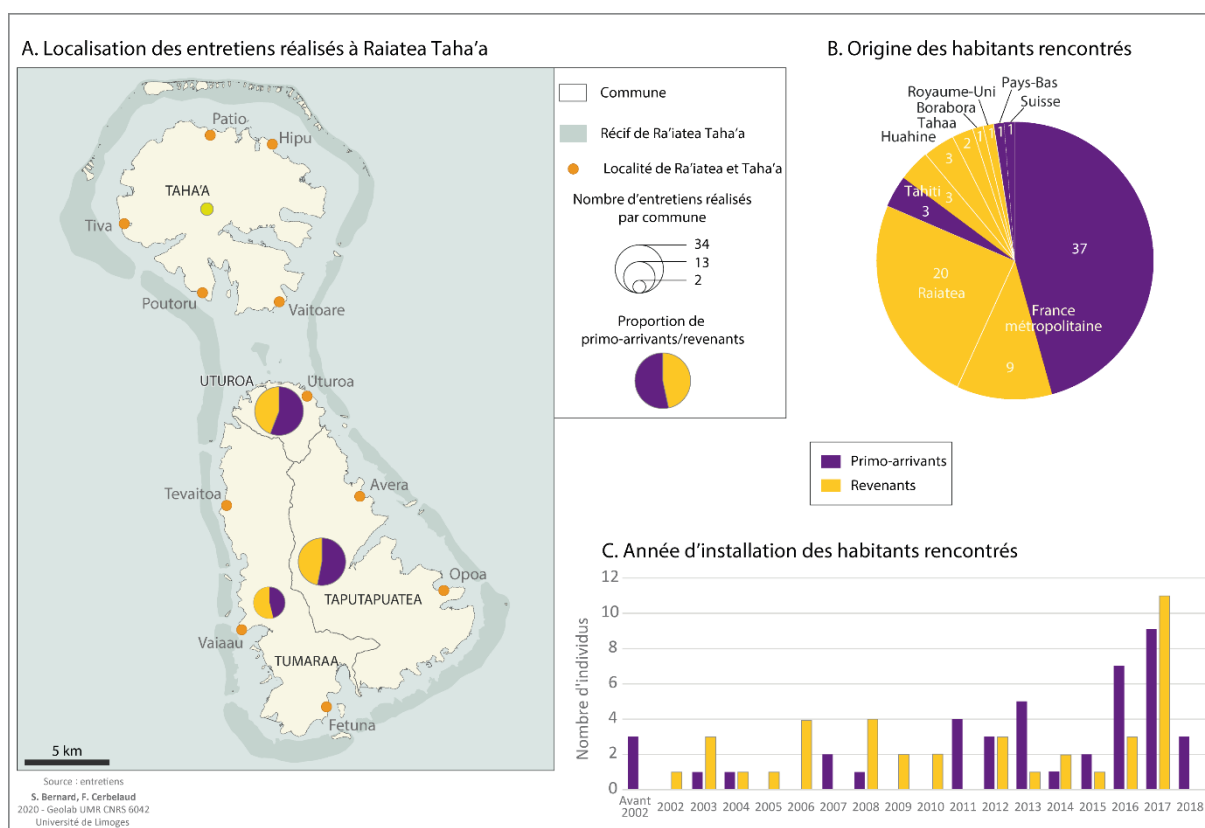 A. Localisation des entretiens réalisés à Raiatea Taha'a
Patio
Hipu
TAHA'A
Tiva
Poutoru
Vaitoare
UTUROA
Uturoa
Tevaitoa
Avera
TAPUTAPUATEA
Opoa
Vaiaau
TUMARAA
Fetuna
5 km
Source : entretiens
S. Bernard, F. Cerbelaud
2020 - Geolab UMR CNRS 6042
Université de Limoges
Commune
Récif de Ra'iatea Taha'a
Localité de Ra'iatea et Taha'a
Nombre d'entretiens réalisés
par commune
34
13
2
Proportion de
primo-arrivants/revenants
B. Origine des habitants rencontrés
Pays-Bas
Royaume-Uni
Suisse
Borabora
Tahaa
Huahine
1
1
1
1
2
3
3
Tahiti
3
37
20
Raiatea
France
métropolitaine
9
Primo-arrivants
Revenants
C. Année d'installation des habitants rencontrés
Nombre d'individus
12
10
8
6
4
2
0
Avant
2002
2002 2003 2004 2005 2006 2007 2008 2009 2010 2011 2012 2013 2014 2015 2016 2017 2018